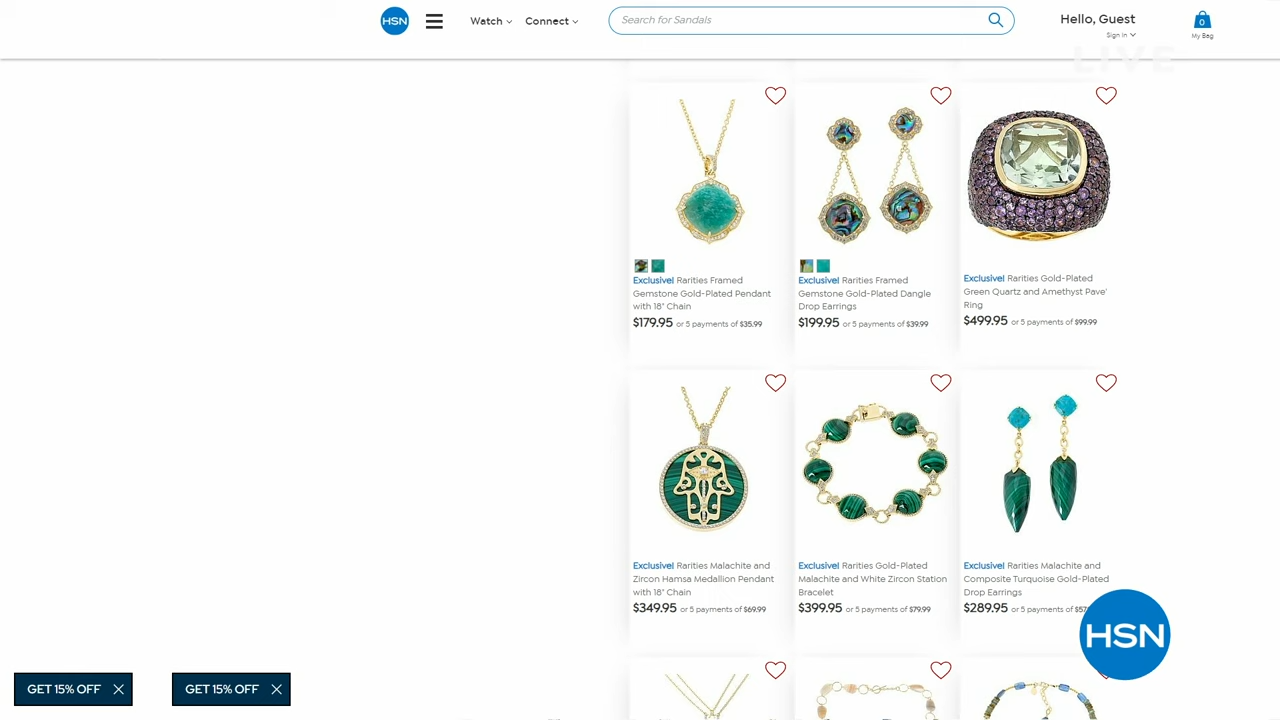 HSN
Watch
Connect
Search for Sandals
Hello, Guest
Sign In
0
My Bag
LIVE
Exclusive! Rarities Framed
Gemstone Gold-Plated Pendant
with 18" Chain
$179.95 or 5 payments of $35.99
Exclusive! Rarities Framed
Gemstone Gold-Plated Dangle
Drop Earrings
$199.95 or 5 payments of $39.99
Exclusive! Rarities Gold-Plated
Green Quartz and Amethyst Pave'
Ring
$499.95 or 5 payments of $99.99
Exclusive! Rarities Malachite and
Zircon Hamsa Medallion Pendant
with 18" Chain
$349.95 or 5 payments of $69.99
Exclusive! Rarities Gold-Plated
Malachite and White Zircon Station
Bracelet
$399.95 or 5 payments of $79.99
Exclusive! Rarities Malachite and
Composite Turquoise Gold-Plated
Drop Earrings
$289.95 or 5 payments of
HSN
GET 15% OFF
GET 15% OFF